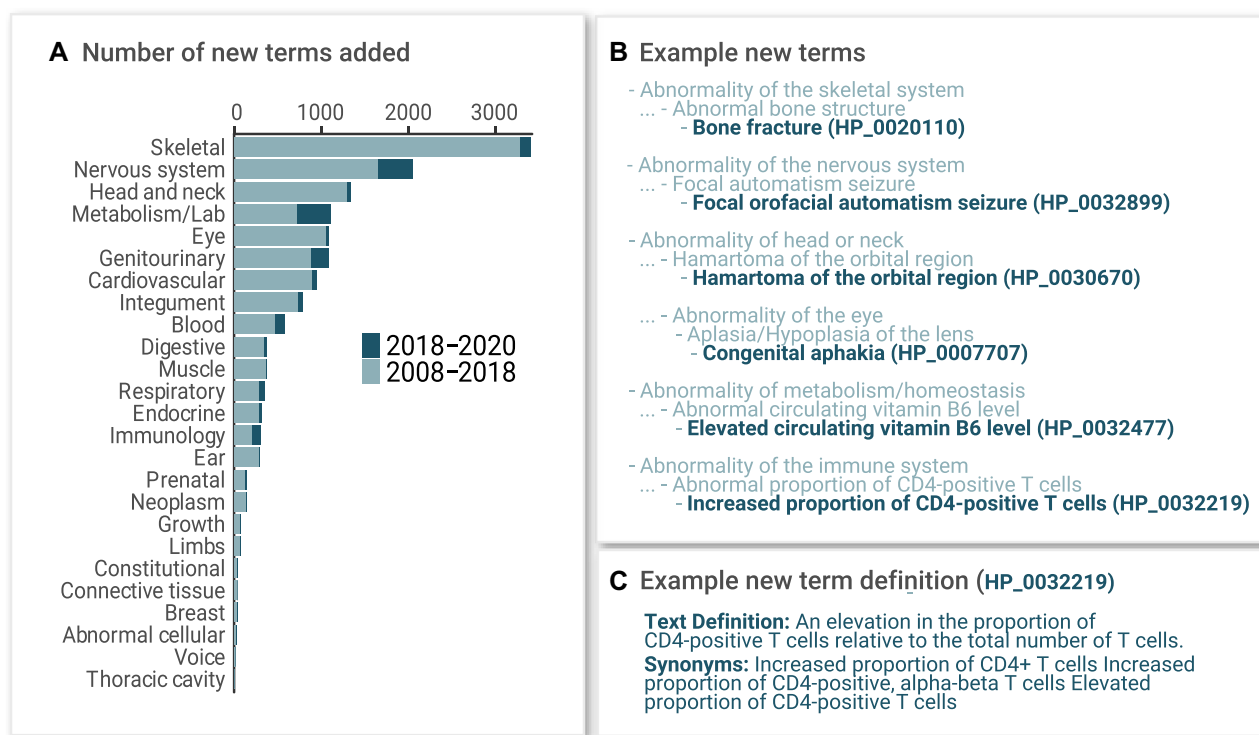 A Number of new terms added
0 1000 2000 3000
Skeletal
Nervous system
Head and neck
Metabolism/Lab
Eye
Genitourinary
Cardiovascular
Integument
Blood
Digestive
Muscle
Respiratory
Endocrine
Immunology
Ear
Prenatal
Neoplasm
Growth
Limbs
Constitutional
Connective tissue
Breast
Abnormal cellular
Voice
Thoracic cavity
2018–2020
2008–2018
B Example new terms
- Abnormality of the skeletal system
... - Abnormal bone structure
- Bone fracture (HP_0020110)
- Abnormality of the nervous system
... - Focal automatism seizure
- Focal orofacial automatism seizure (HP_0032899)
- Abnormality of head or neck
... - Hamartoma of the orbital region
- Hamartoma of the orbital region (HP_0030670)
... - Abnormality of the eye
- Aplasia/Hypoplasia of the lens
- Congenital aphakia (HP_0007707)
- Abnormality of metabolism/homeostasis
... - Abnormal circulating vitamin B6 level
- Elevated circulating vitamin B6 level (HP_0032477)
- Abnormality of the immune system
... - Abnormal proportion of CD4-positive T cells
- Increased proportion of CD4-positive T cells (HP_0032219)
C Example new term definition (HP_0032219)
Text Definition: An elevation in the proportion of
CD4-positive T cells relative to the total number of T cells.
Synonyms: Increased proportion of CD4+ T cells Increased
proportion of CD4-positive, alpha-beta T cells Elevated
proportion of CD4-positive T cells